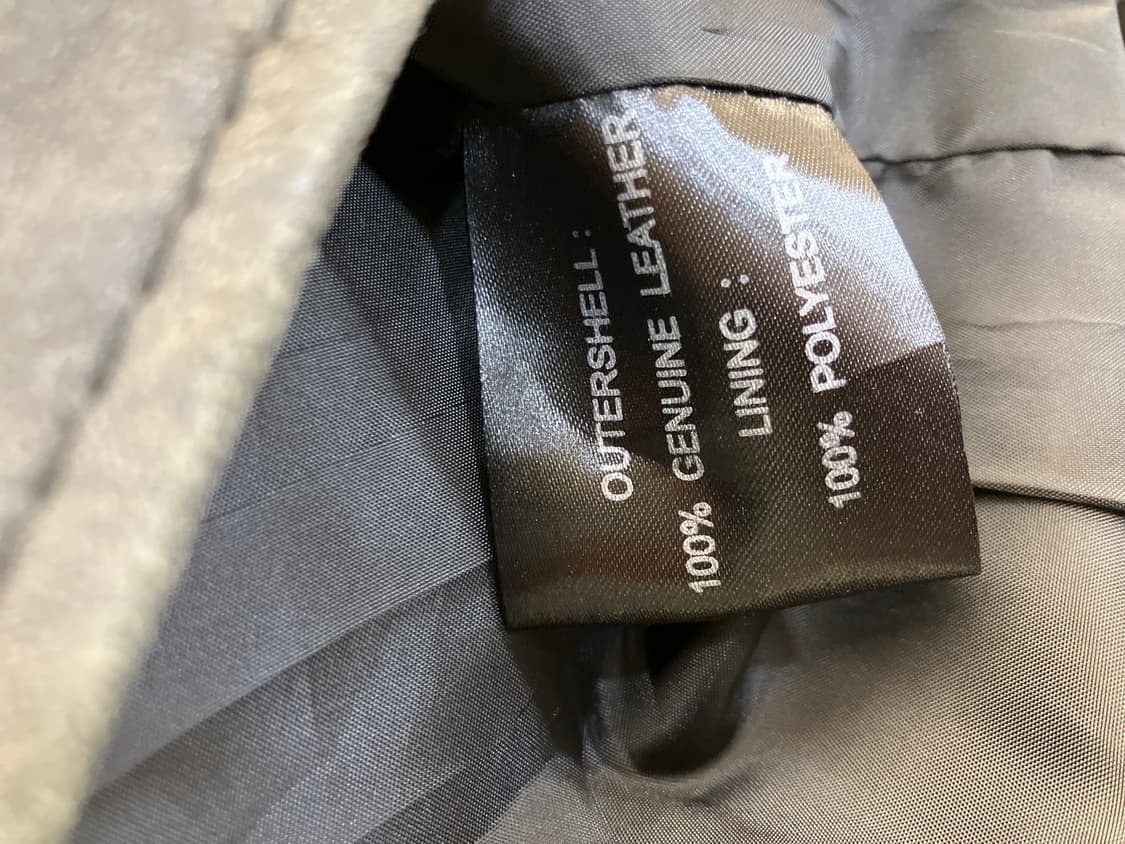 OUTERSHELL :
100% GENUINE LEATHER
LINING :
100% POLYESTER